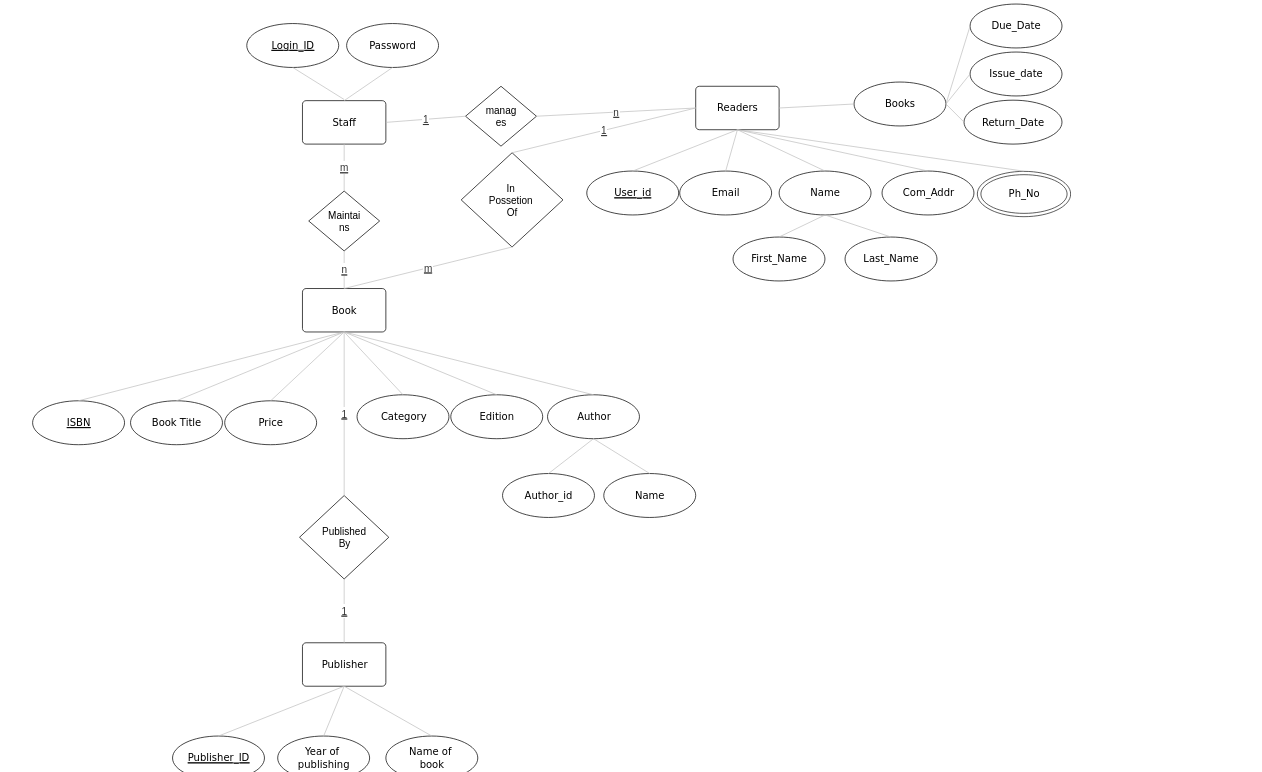 Due_Date
Login_ID
Password
Issue_date
Books
Readers
manag
es
n
1
Staff
Return_Date
1
m
In
Possetion
Of
User_id
Email
Name
Com_Addr
Ph_No
Maintai
ns
First_Name
Last_Name
n
m
Book
ISBN
Book Title
Price
1
Category
Edition
Author
Author_id
Name
Published
By
1
Publisher
Publisher_ID
Year of
publishing
Name of
book